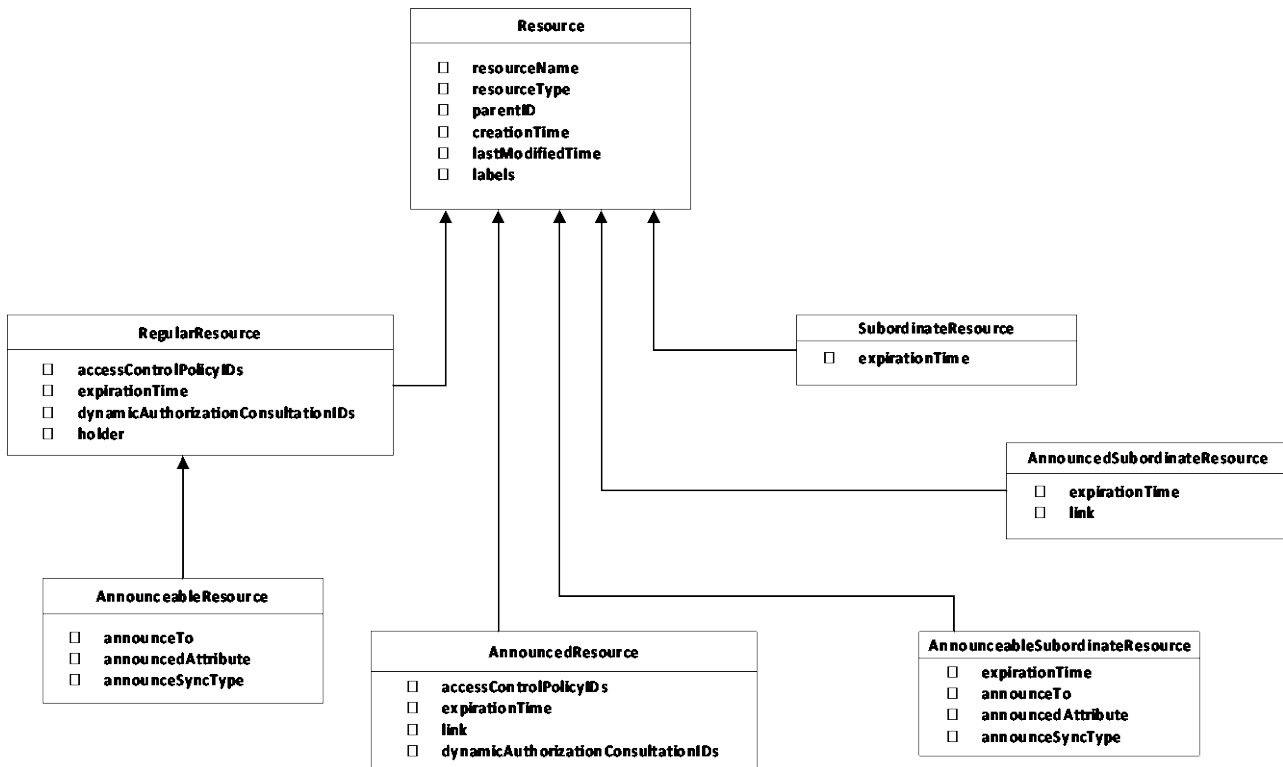 Resource
resourceName
resourceType
parentID
creationTime
lastModifiedTime
labels
RegularResource
accessControlPolicyIDs
expirationTime
dynamicAuthorizationConsultationIDs
holder
SubordinateResource
expirationTime
AnnouncedSubordinateResource
expirationTime
link
AnnounceableResource
announceTo
announcedAttribute
announceSyncType
AnnouncedResource
accessControlPolicyIDs
expirationTime
link
dynamicAuthorizationConsultationIDs
AnnounceableSubordinateResource
expirationTime
announceTo
announcedAttribute
announceSyncType